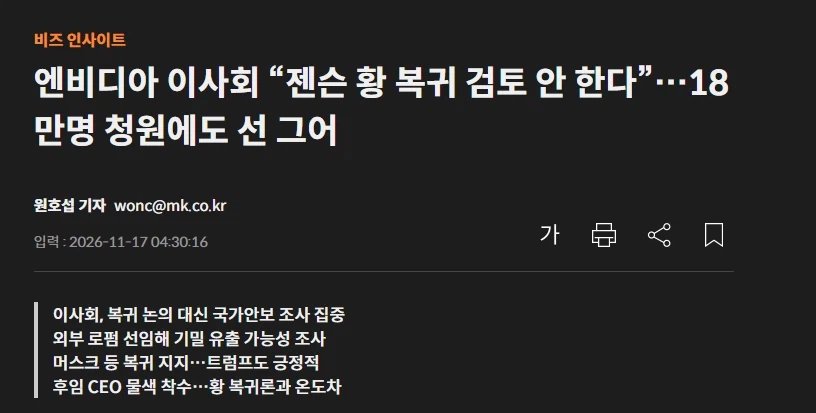 비즈 인사이트
엔비디아 이사회 “젠슨 황 복귀 검토 안 한다”…18
만명 청원에도 선 그어
원호섭 기자 wonc@mk.co.kr
입력 : 2026-11-17 04:30:16
가
이사회, 복귀 논의 대신 국가안보 조사 집중
외부 로펌 선임해 기밀 유출 가능성 조사
머스크 등 복귀 지지…트럼프도 긍정적
후임 CEO 물색 착수…황 복귀론과 온도차